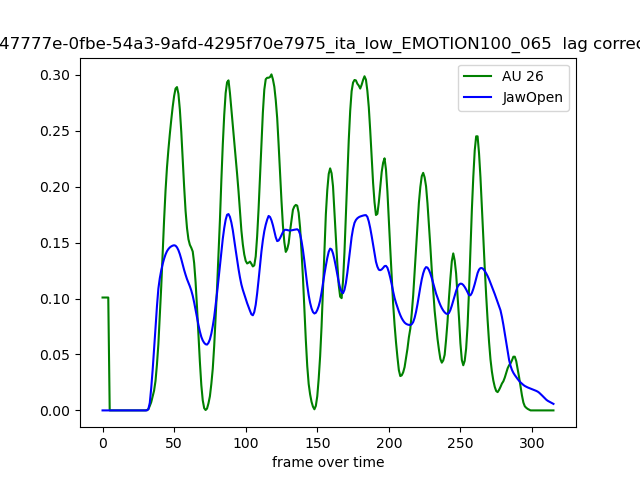 47777e-0fbe-54a3-9afd-4295f70e7975_ita_low_EMOTION100_065 lag correc
AU 26
JawOpen
0.30
0.25
0.20
0.15
0.10
0.05
0.00
0 50 100 150 200 250 300
frame over time